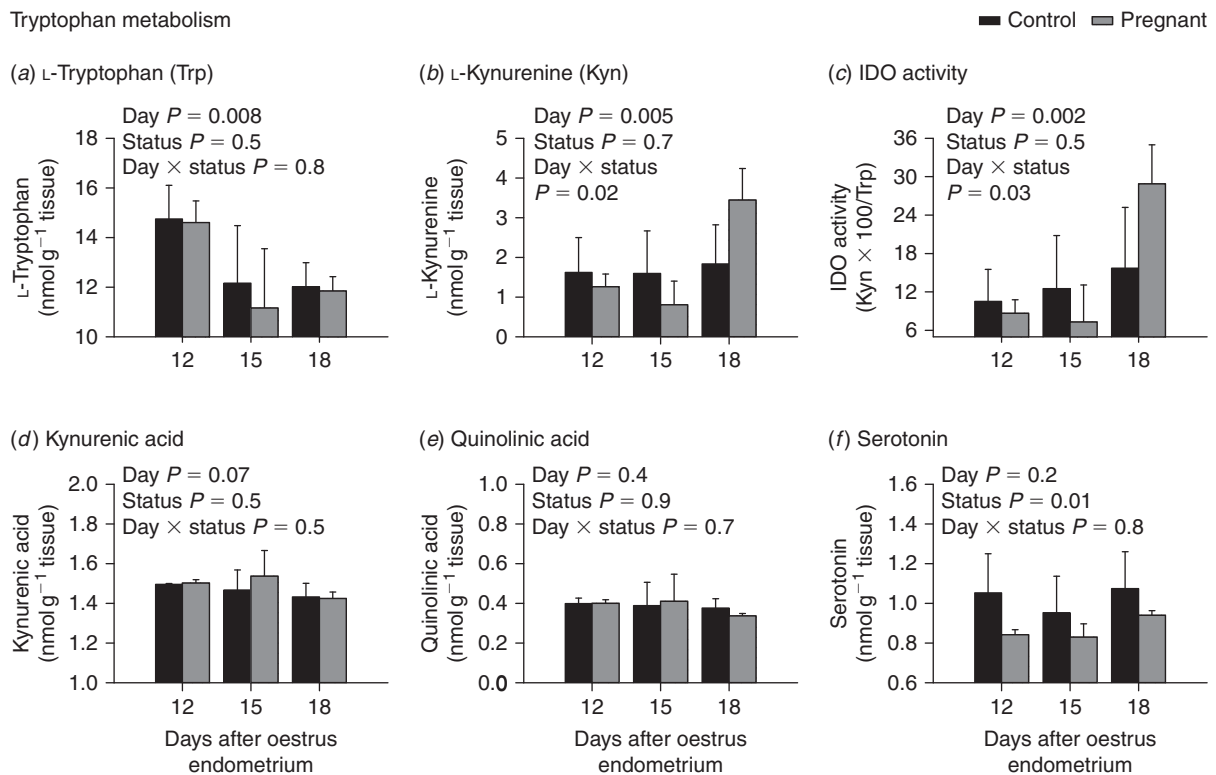 Tryptophan metabolism
Control Pregnant
(a) L-Tryptophan (Trp)
Day P = 0.008
Status P = 0.5
Day × status P = 0.8
L-Tryptophan
(nmol g−1 tissue)
18
16
14
12
10
12 15 18
(b) L-Kynurenine (Kyn)
Day P = 0.005
Status P = 0.7
Day × status
P = 0.02
L-Kynurenine
(nmol g−1 tissue)
5
4
3
2
1
0
12 15 18
(c) IDO activity
Day P = 0.002
Status P = 0.5
Day × status
P = 0.03
IDO activity
(Kyn × 100/Trp)
36
30
24
18
12
6
12 15 18
(d) Kynurenic acid
Day P = 0.07
Status P = 0.5
Day × status P = 0.5
Kynurenic acid
(nmol g−1 tissue)
2.0
1.8
1.6
1.4
1.2
1.0
12 15 18
Days after oestrus
endometrium
(e) Quinolinic acid
Day P = 0.4
Status P = 0.9
Day × status P = 0.7
Quinolinic acid
(nmol g−1 tissue)
1.0
0.8
0.6
0.4
0.2
0.0
12 15 18
Days after oestrus
endometrium
(f) Serotonin
Day P = 0.2
Status P = 0.01
Day × status P = 0.8
Serotonin
(nmol g−1 tissue)
1.6
1.4
1.2
1.0
0.8
0.6
12 15 18
Days after oestrus
endometrium